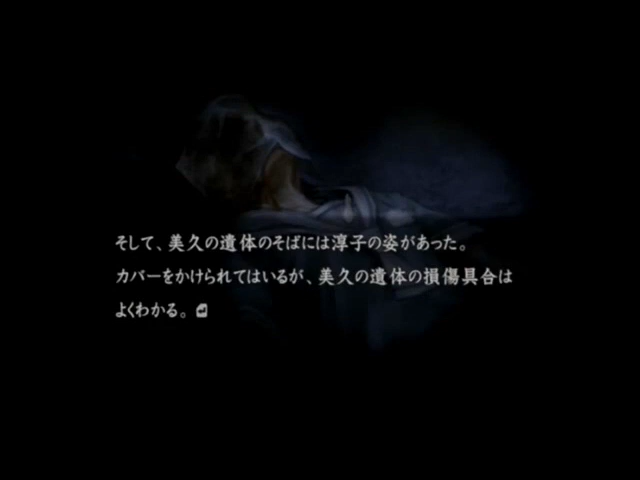 そして、美久の遺体のそばには淳子の姿があった。
カバーをかけられてはいるが、美久の遺体の損傷具合は
よくわかる。